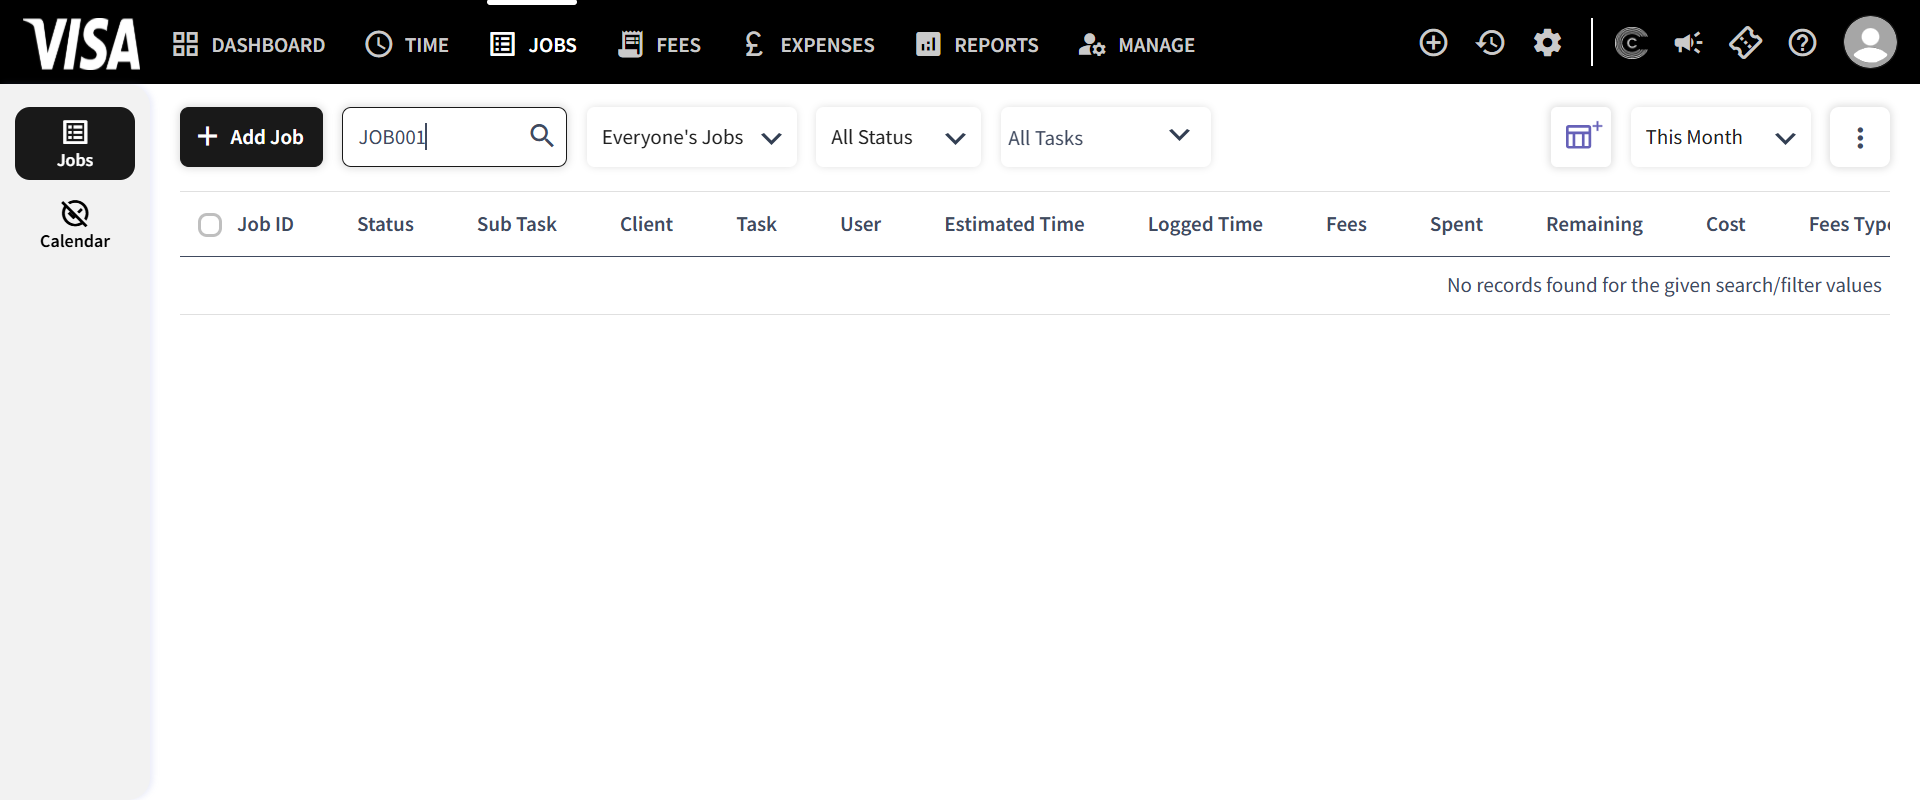 VISA
DASHBOARD
TIME
JOBS
FEES
EXPENSES
REPORTS
MANAGE
Jobs
Calendar
+ Add Job
JOB001
Everyone's Jobs
All Status
All Tasks
This Month
Job ID
Status
Sub Task
Client
Task
User
Estimated Time
Logged Time
Fees
Spent
Remaining
Cost
Fees Type
No records found for the given search/filter values